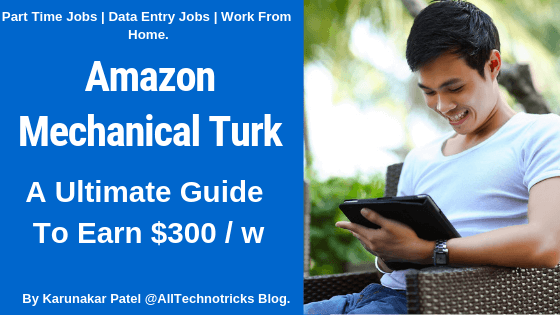 Part Time Jobs | Data Entry Jobs | Work From
Home.
Amazon
Mechanical Turk
A Ultimate Guide
To Earn $300 / w
By Karunakar Patel @AllTechnotricks Blog.